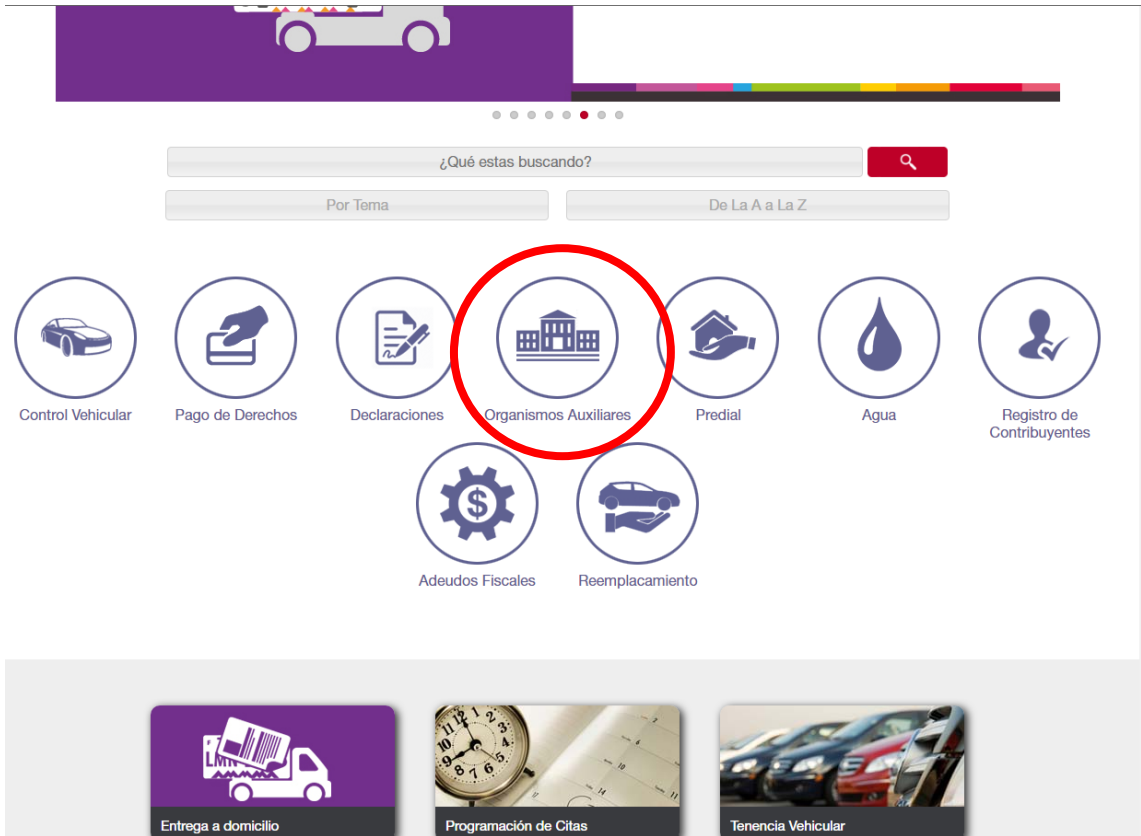 ¿Qué estas buscando?
Por Tema
De La A a La Z
Control Vehicular
Pago de Derechos
Declaraciones
Organismos Auxiliares
Predial
Agua
Registro de
Contribuyentes
$
Adeudos Fiscales
Reemplacamiento
Entrega a domicilio
Programación de Citas
Tenencia Vehicular